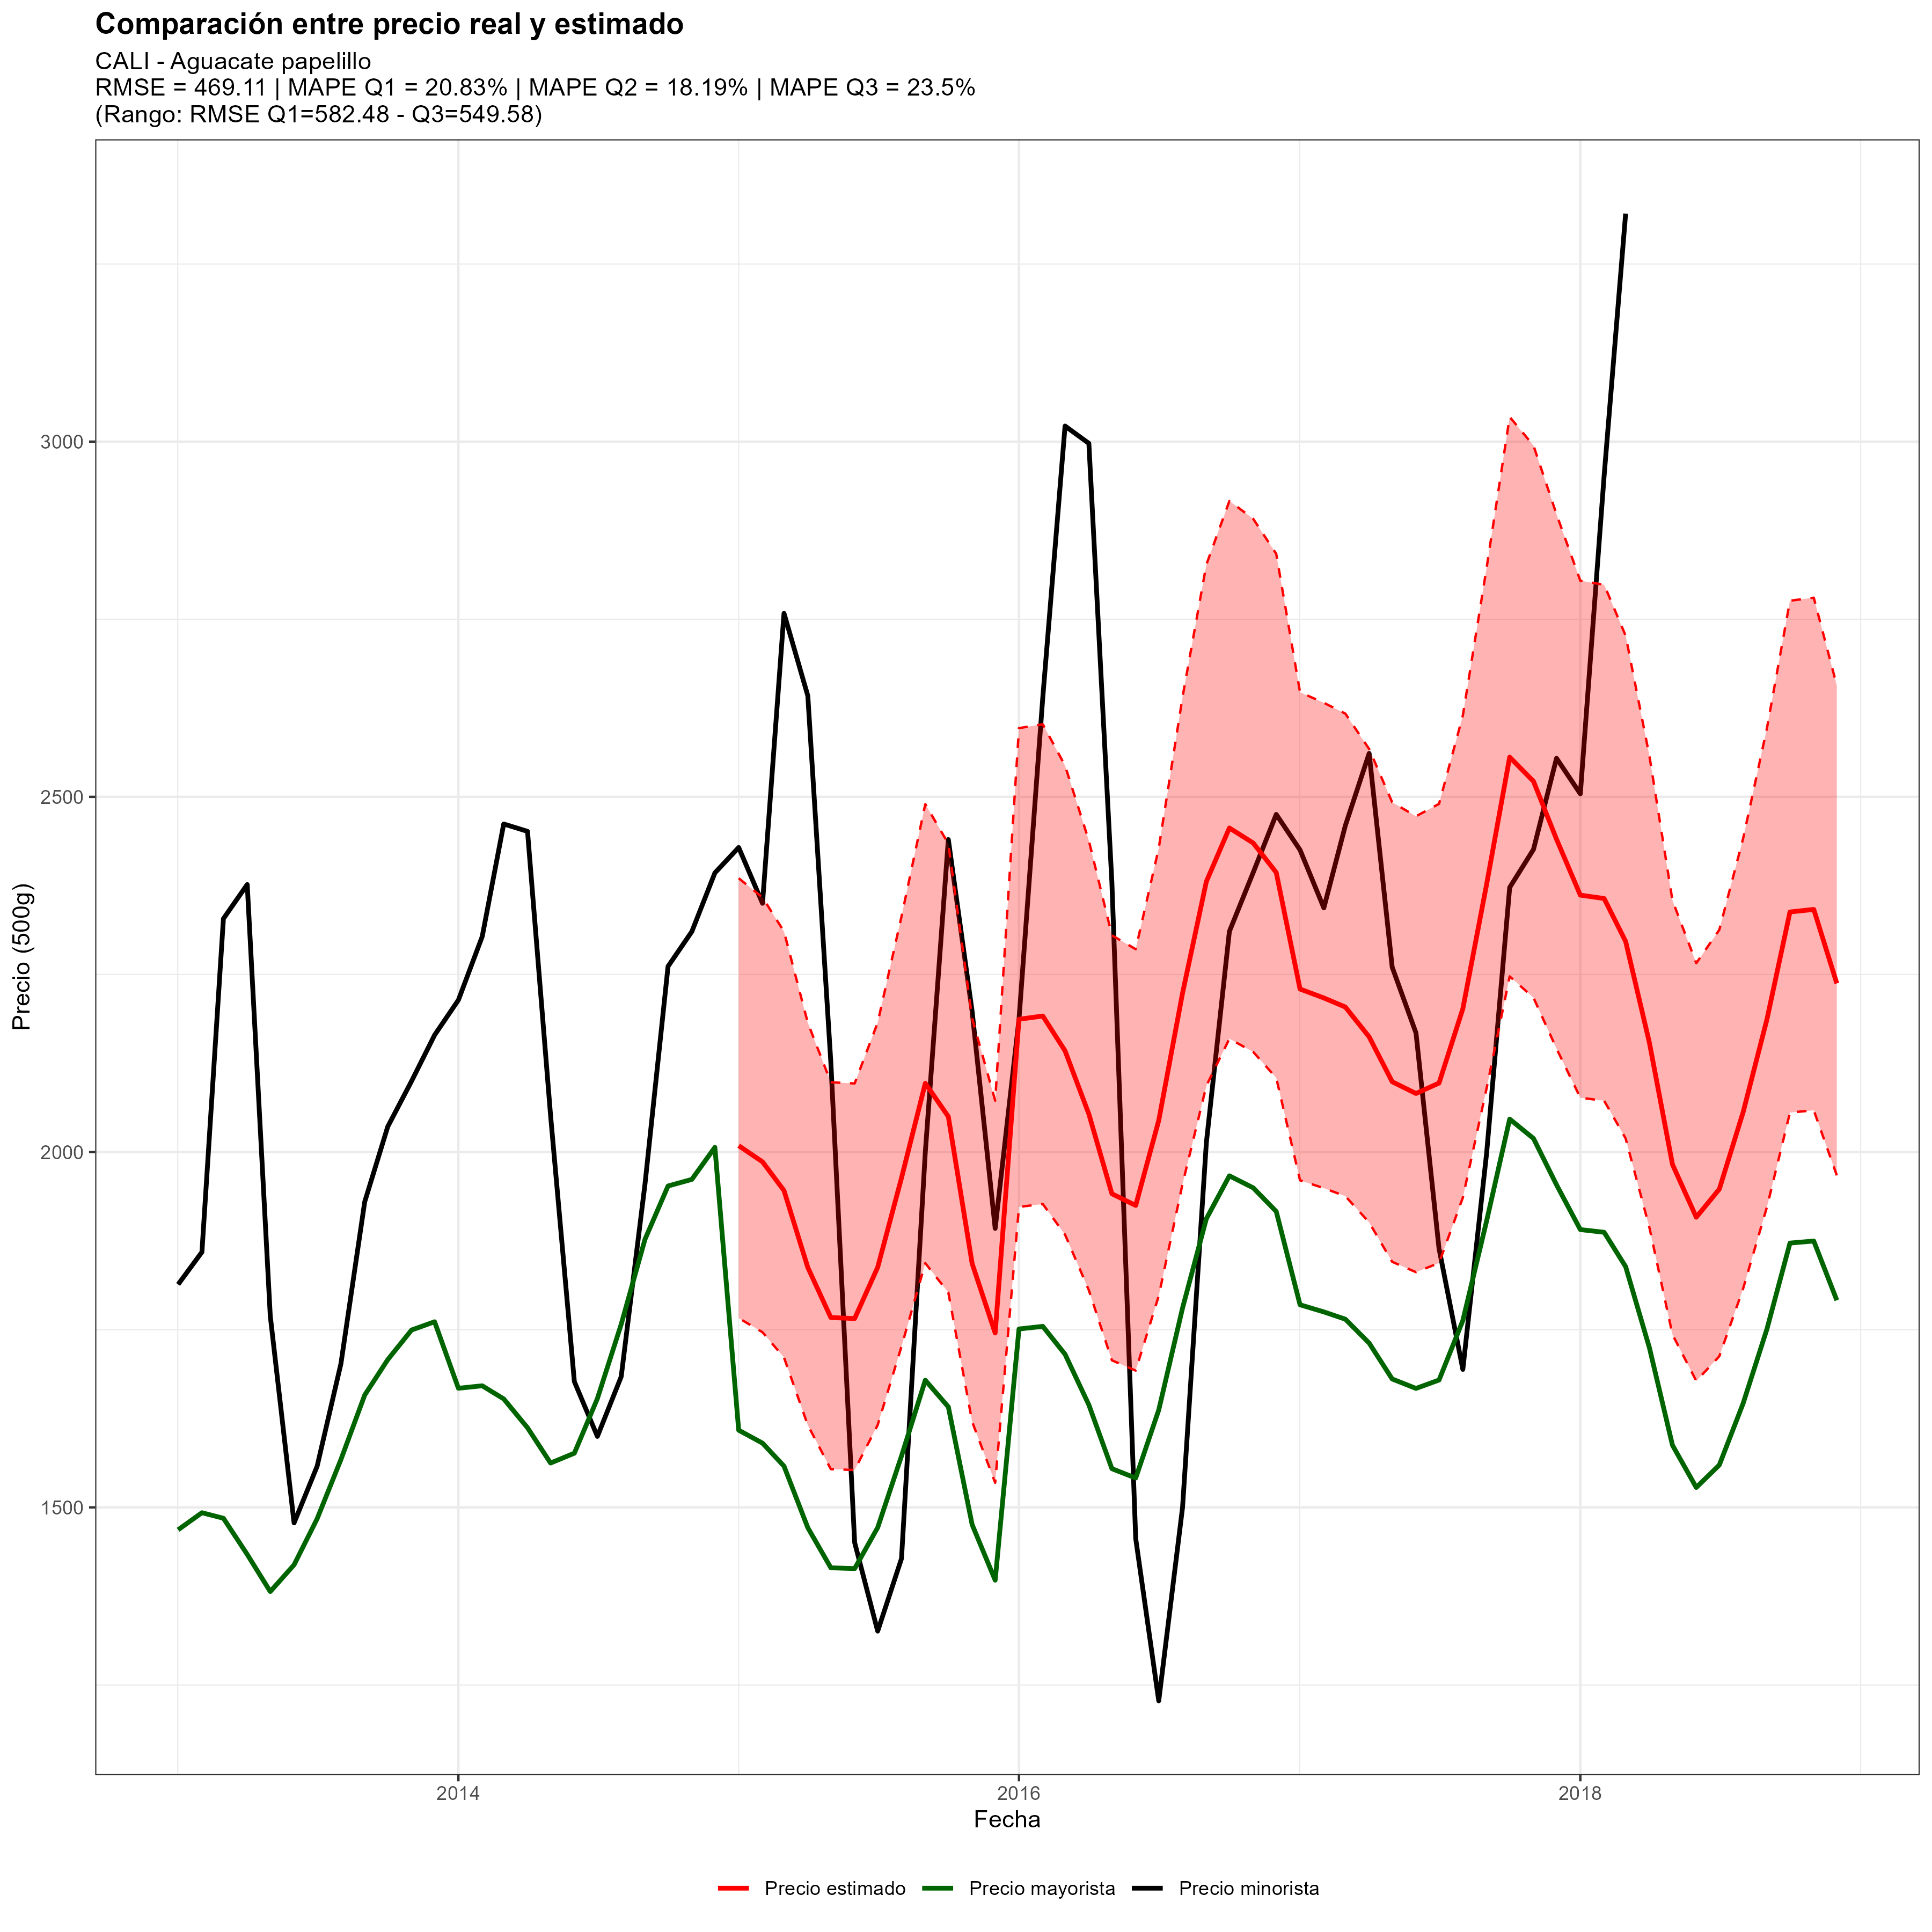 Comparación entre precio real y estimado
CALI - Aguacate papelillo
RMSE = 469.11 | MAPE Q1 = 20.83% | MAPE Q2 = 18.19% | MAPE Q3 = 23.5%
(Rango: RMSE Q1=582.48 - Q3=549.58)
Precio (500g)
3000
2500
2000
1500
2014
2016
2018
Fecha
Precio estimado
Precio mayorista
Precio minorista